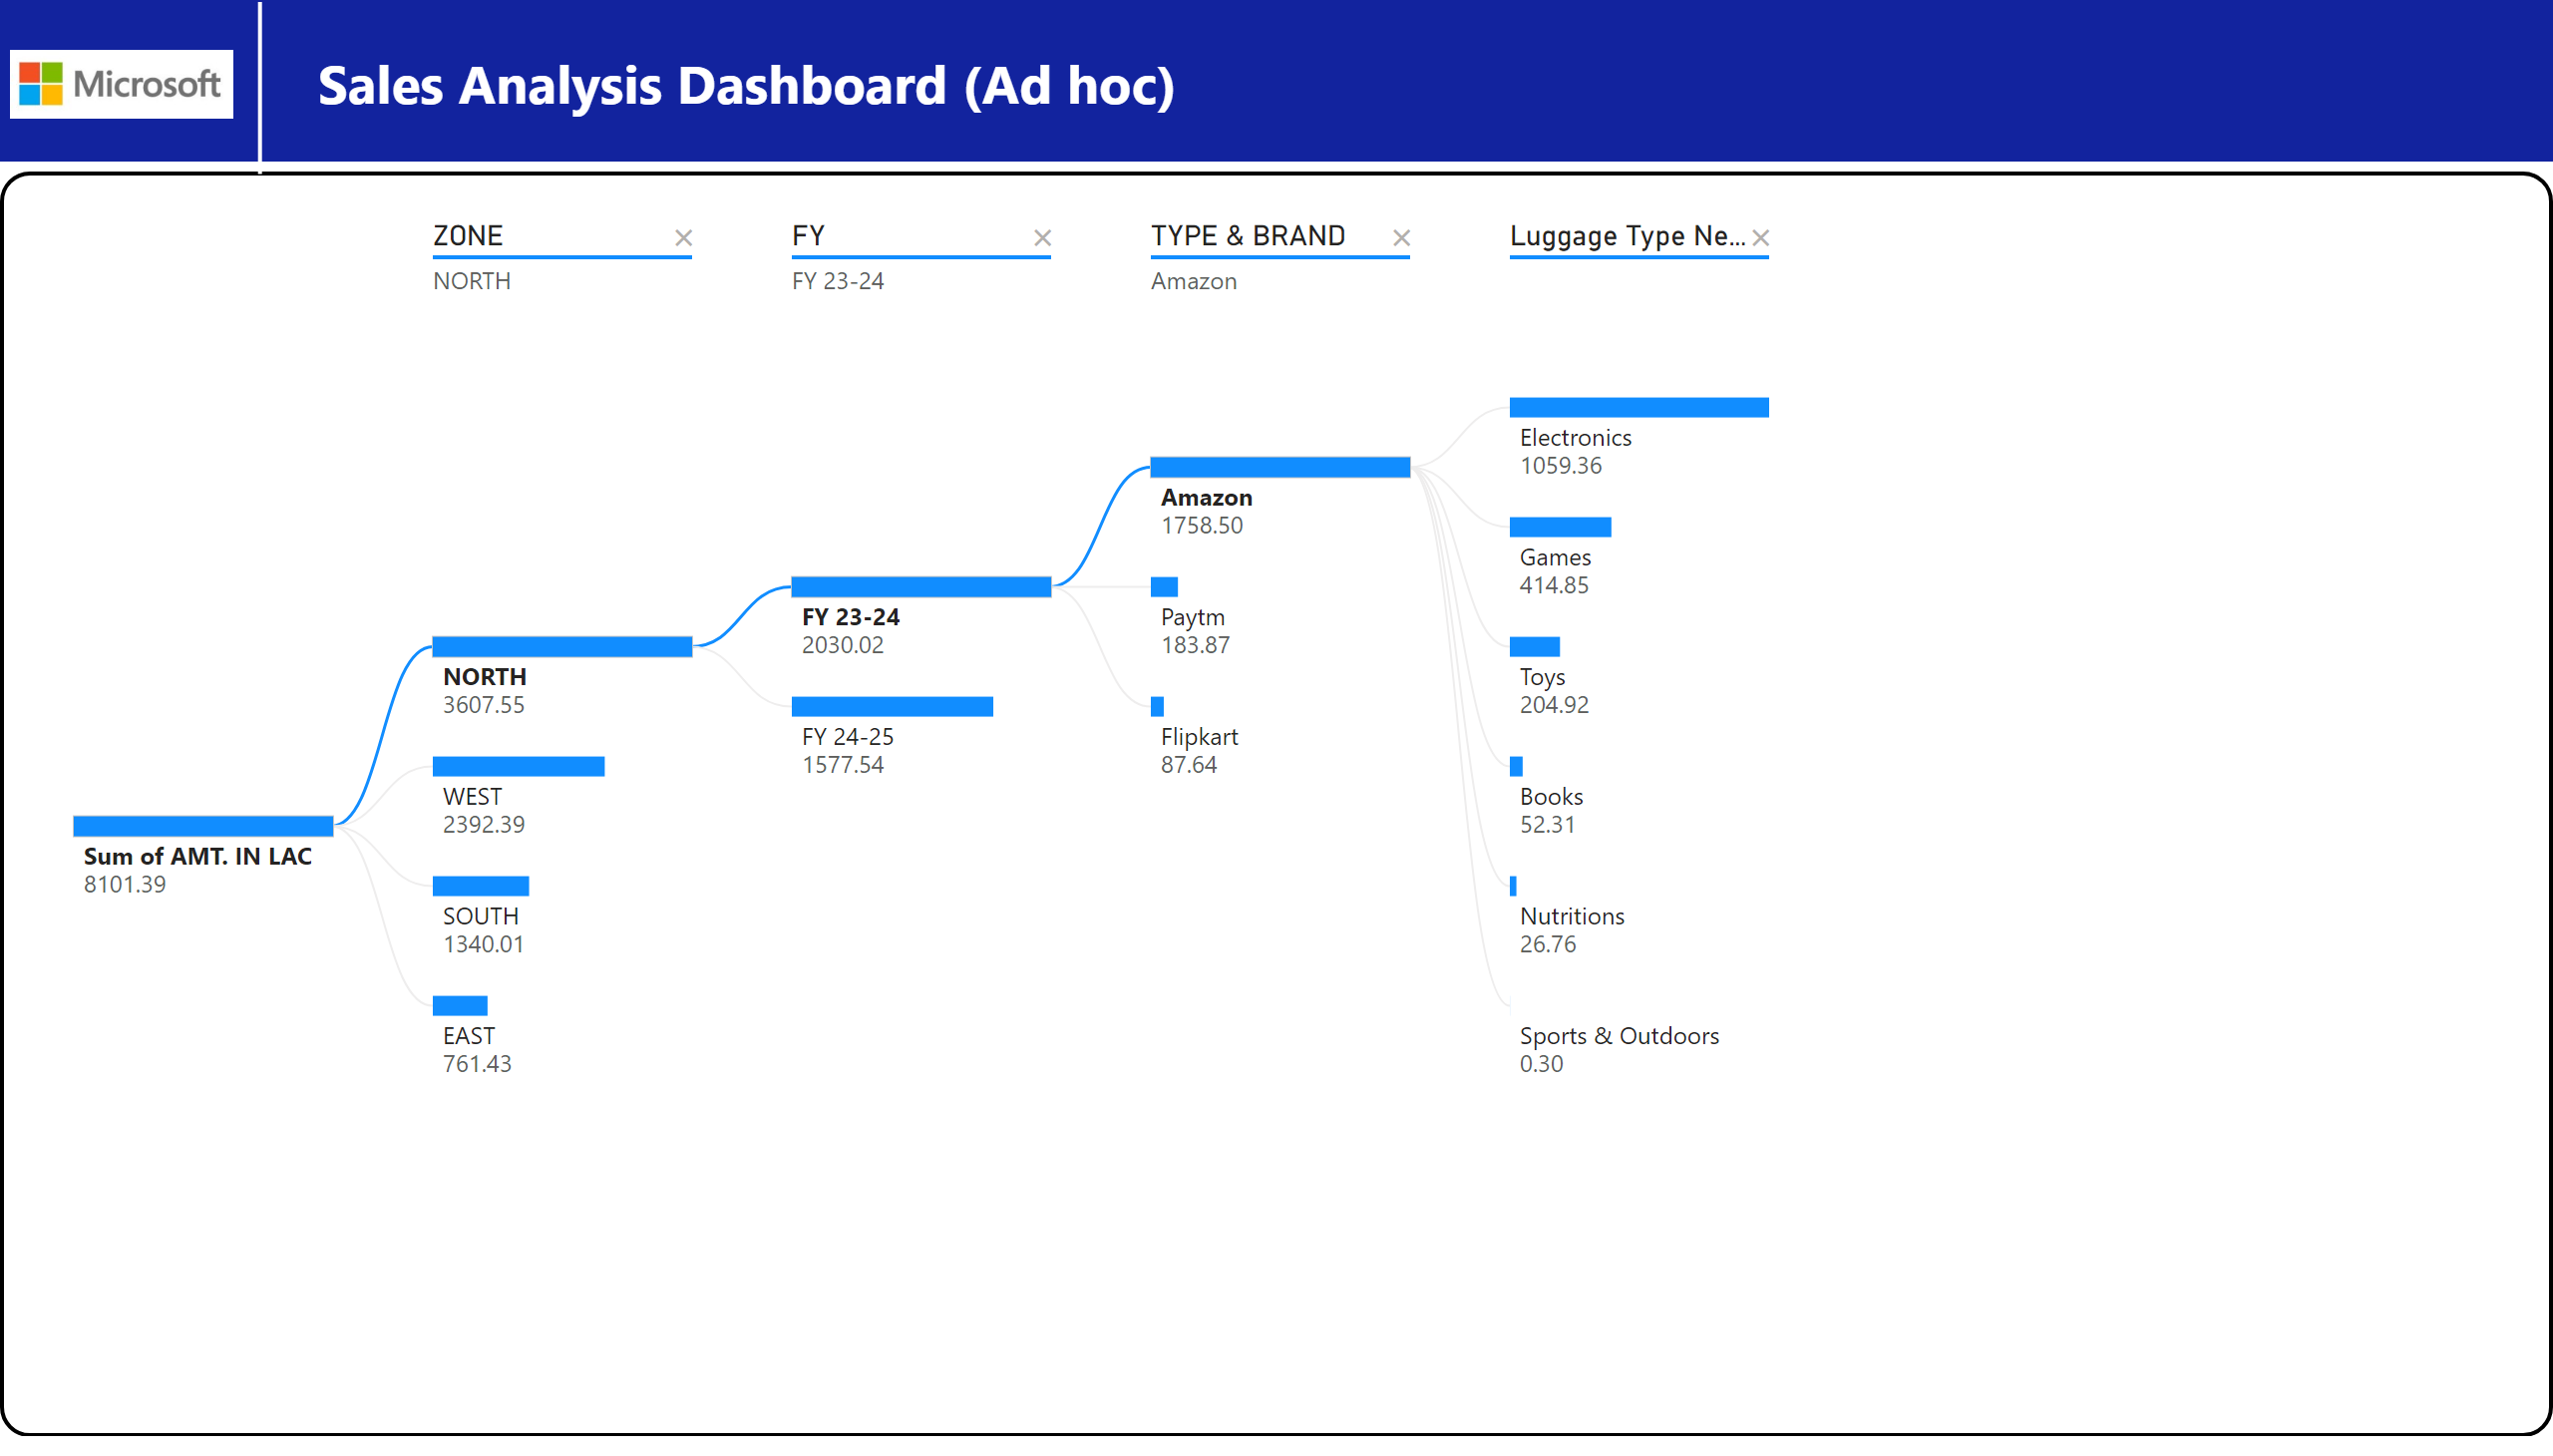 Microsoft
Sales Analysis Dashboard (Ad hoc)
ZONE
NORTH
FY
FY 23-24
TYPE & BRAND
Amazon
Luggage Type Ne...
Sum of AMT. IN LAC
8101.39
NORTH
3607.55
WEST
2392.39
SOUTH
1340.01
EAST
761.43
FY 23-24
2030.02
FY 24-25
1577.54
Amazon
1758.50
Paytm
183.87
Flipkart
87.64
Electronics
1059.36
Games
414.85
Toys
204.92
Books
52.31
Nutritions
26.76
Sports & Outdoors
0.30